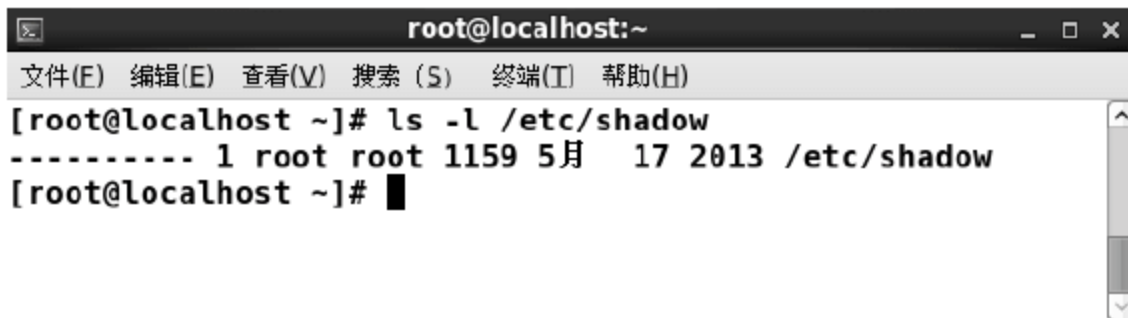 root@localhost:~
文件(F) 编辑(E) 查看(V) 搜索（S） 终端(T) 帮助(H)
[root@localhost ~]# ls -l /etc/shadow
---------- 1 root root 1159 5月  17 2013 /etc/shadow
[root@localhost ~]#